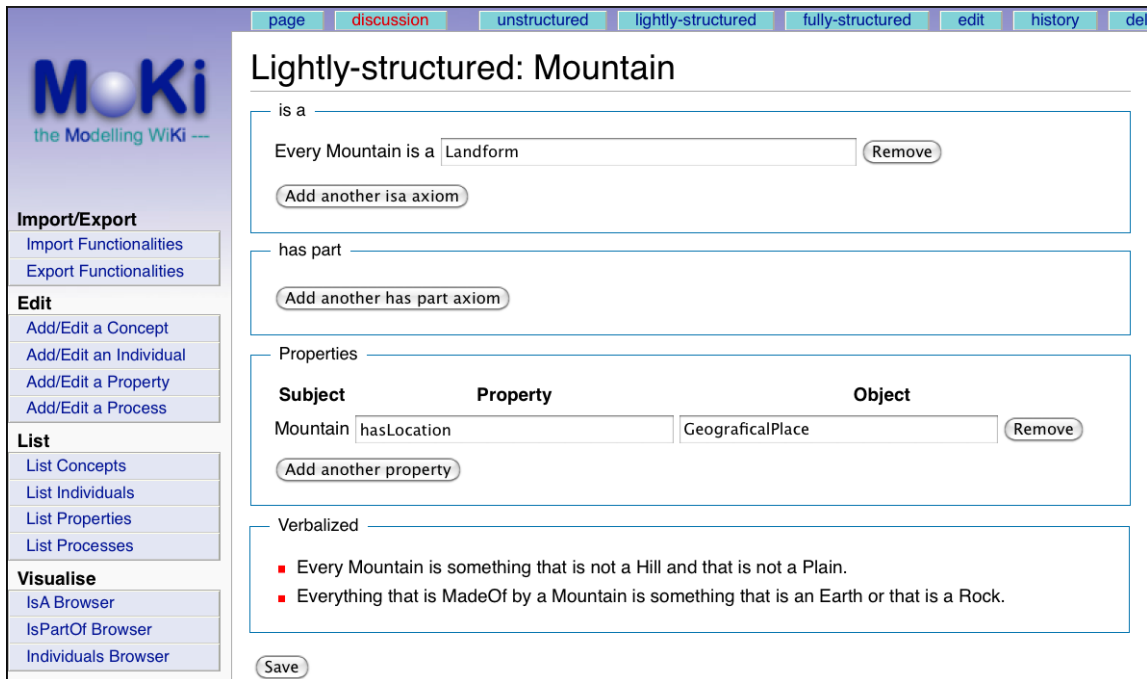 page discussion unstructured lightly-structured fully-structured edit history del
MoKi
the Modelling WiKi ---
Import/Export
Import Functionalities
Export Functionalities
Edit
Add/Edit a Concept
Add/Edit an Individual
Add/Edit a Property
Add/Edit a Process
List
List Concepts
List Individuals
List Properties
List Processes
Visualise
IsA Browser
IsPartOf Browser
Individuals Browser
Lightly-structured: Mountain
is a
Every Mountain is a Landform Remove
Add another isa axiom
has part
Add another has part axiom
Properties
Subject Property Object
Mountain hasLocation GeograficalPlace Remove
Add another property
Verbalized
Every Mountain is something that is not a Hill and that is not a Plain.
Everything that is MadeOf by a Mountain is something that is an Earth or that is a Rock.
Save